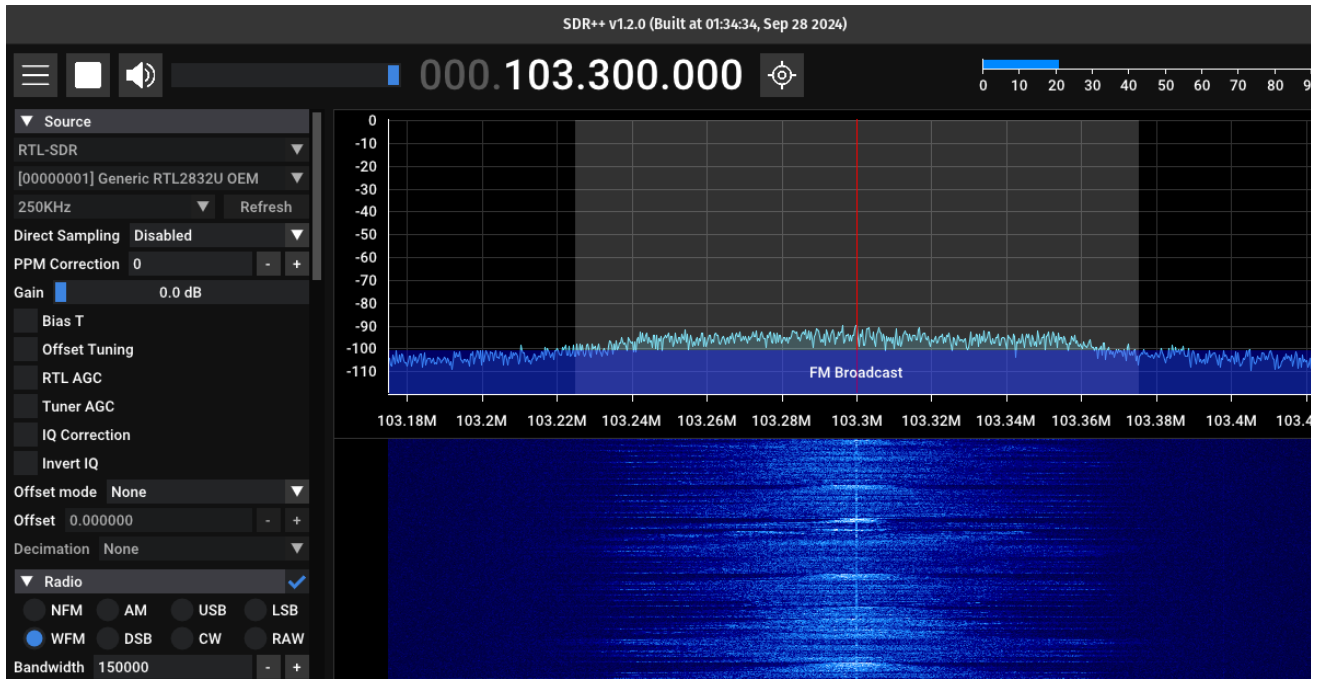 SDR++ v1.2.0 (Built at 01:34:34, Sep 28 2024)
000.103.300.000
0 10 20 30 40 50 60 70 80 9
Source
RTL-SDR
[00000001] Generic RTL2832U OEM
250KHz Refresh
Direct Sampling Disabled
PPM Correction 0 - +
Gain 0.0 dB
Bias T
Offset Tuning
RTL AGC
Tuner AGC
IQ Correction
Invert IQ
Offset mode None
Offset 0.000000 - +
Decimation None
Radio
NFM AM USB LSB
WFM DSB CW RAW
Bandwidth 150000 - +
0
-10
-20
-30
-40
-50
-60
-70
-80
-90
-100
-110
FM Broadcast
103.18M 103.2M 103.22M 103.24M 103.26M 103.28M 103.3M 103.32M 103.34M 103.36M 103.38M 103.4M 103.4